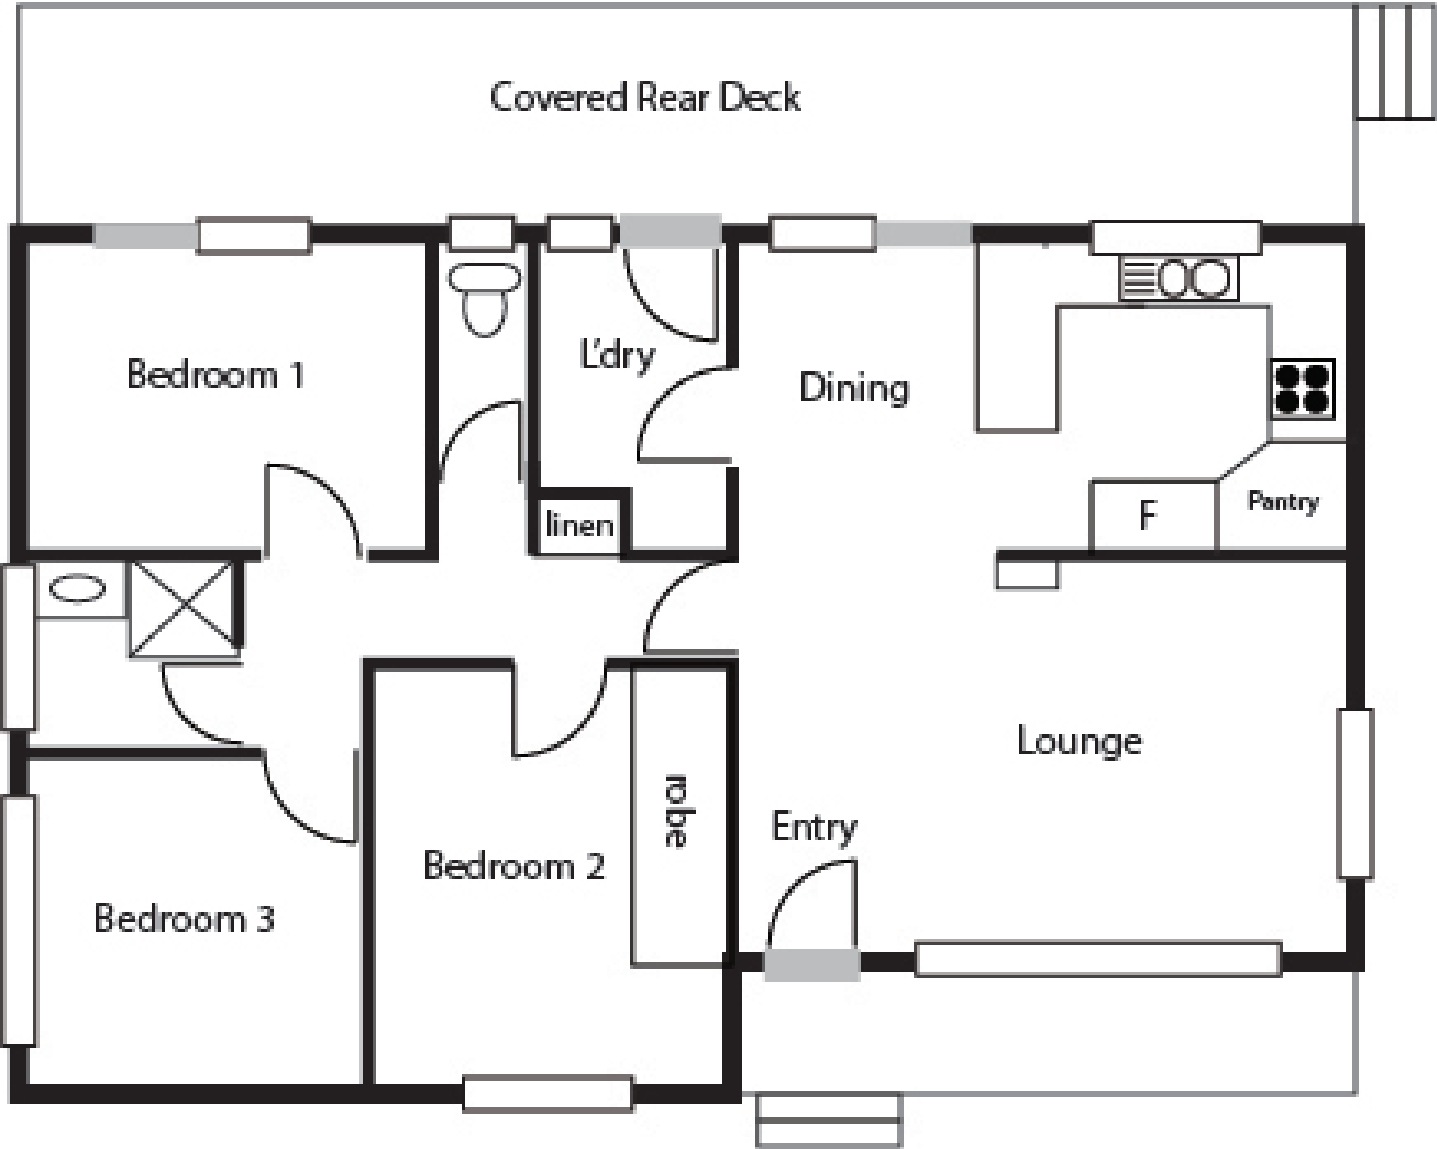 Covered Rear Deck
Bedroom 1
L'dry
Dining
linen
F
Pantry
Lounge
robe
Entry
Bedroom 2
Bedroom 3